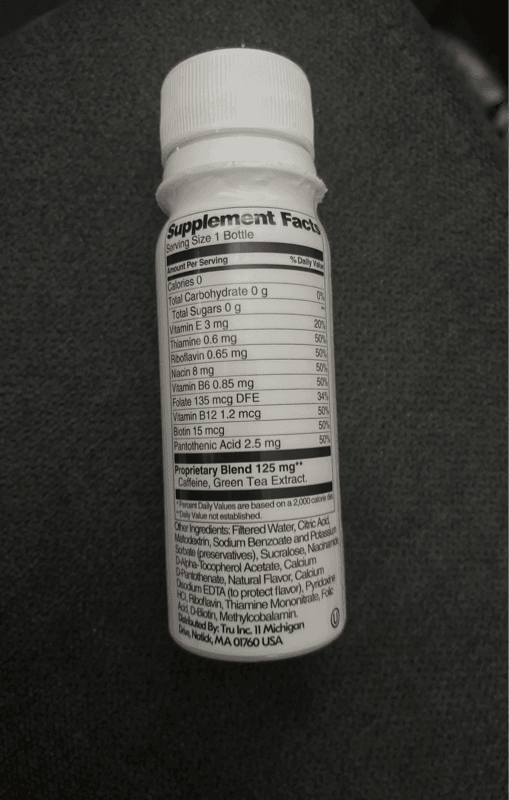 Supplement Facts
Serving Size 1 Bottle
Amount Per Serving % Daily Value
Calories 0
Total Carbohydrate 0 g 0%
Total Sugars 0 g
Vitamin E 3 mg 20%
Thiamine 0.6 mg 50%
Riboflavin 0.65 mg 50%
Niacin 8 mg 50%
Vitamin B6 0.85 mg 50%
Folate 135 mcg DFE 34%
Vitamin B12 1.2 mcg 50%
Biotin 15 mcg 50%
Pantothenic Acid 2.5 mg 50%
Proprietary Blend 125 mg**
Caffeine, Green Tea Extract.
* Percent Daily Values are based on a 2,000 calorie
**Daily Value not established.
Other Ingredients: Filtered Water, Citric Acid,
Maltodextrin, Sodium Benzoate and Potassium
Sorbate (preservatives), Sucralose, Niacinamide,
D-Alpha-Tocopherol Acetate, Calcium
D-Pantothenate, Natural Flavor, Calcium
Disodium EDTA (to protect flavor), Pyridoxine
HCl, Riboflavin, Thiamine Mononitrate, Folic
Acid, D-Biotin, Methylcobalamin.
Distributed By: Tru Inc. 11 Michigan
Drive, Natick, MA 01760 USA
U